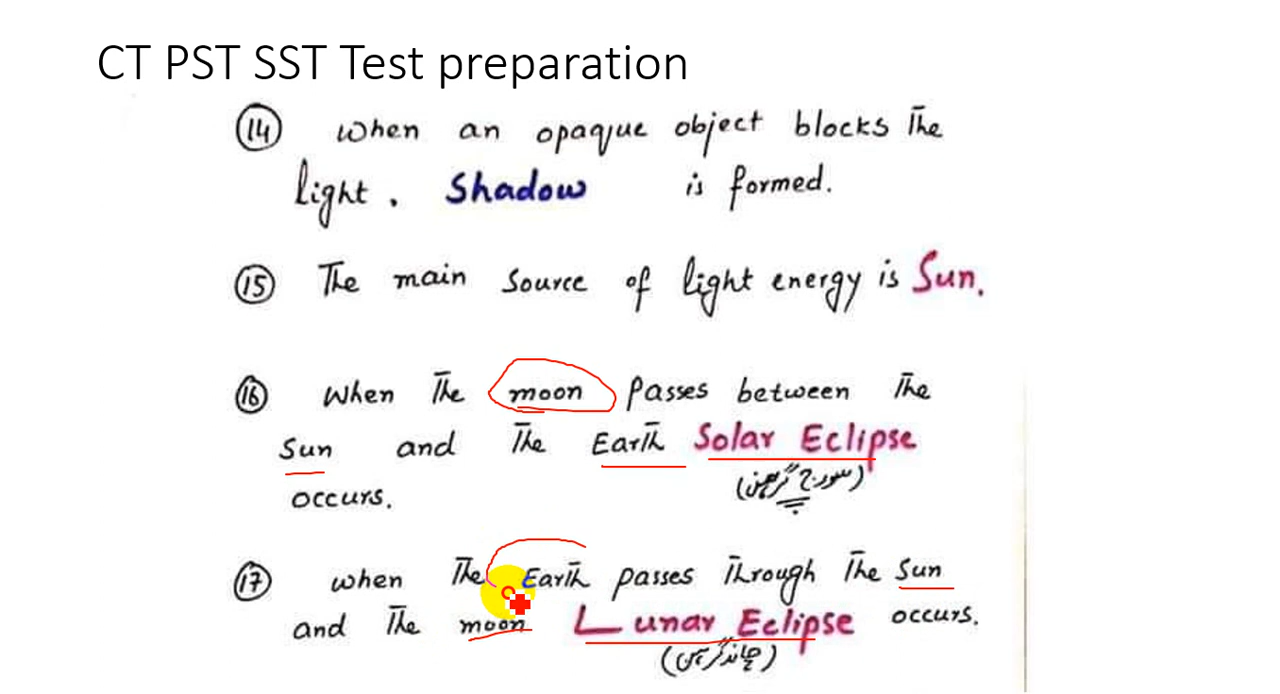 CT PST SST Test preparation
(14) When an opaque object blocks The
light. Shadow is formed.
(15) The main source of light energy is Sun.
(16) When The moon Passes between The
Sun and The Earth Solar Eclipse
(سورج گرہن)
occurs.
(17) when The Earth passes Through The Sun
and The moon Lunar Eclipse occurs.
(چاند گرہن)